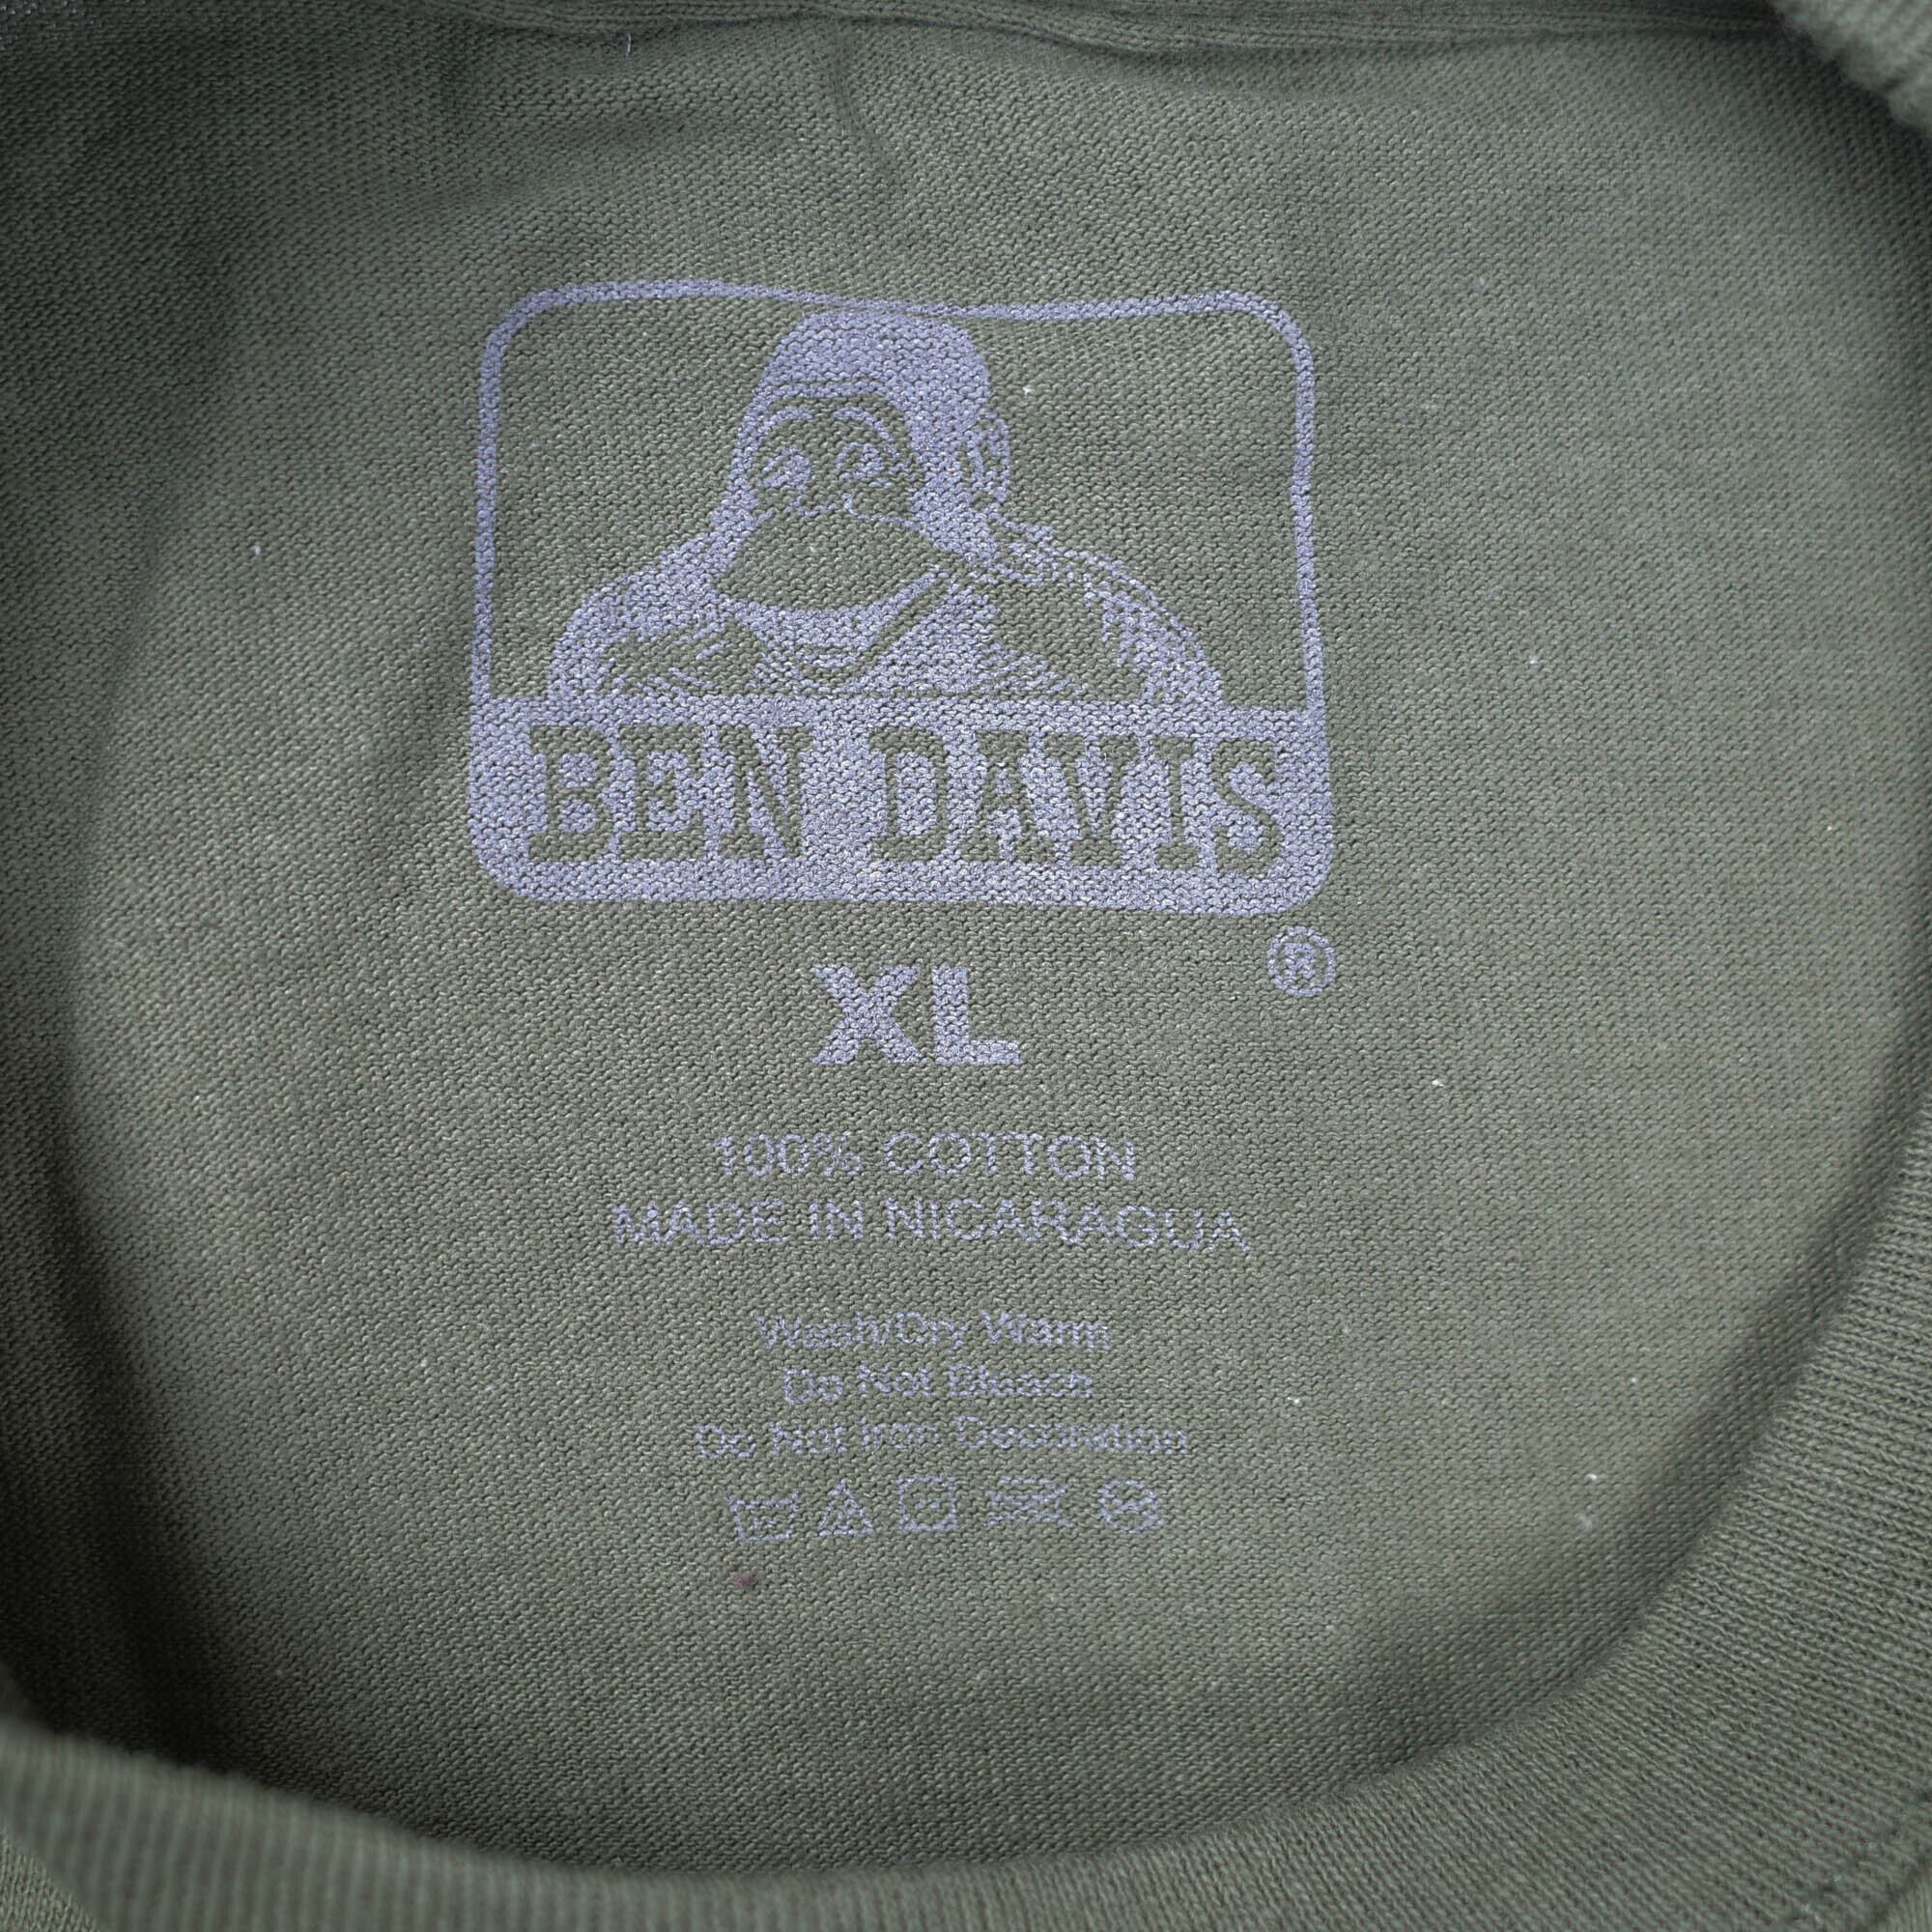 BEN DAVIS
®
XL
100% COTTON
MADE IN NICARAGUA
Wash/Dry Warm
Do Not Bleach
Do Not Iron Decoration